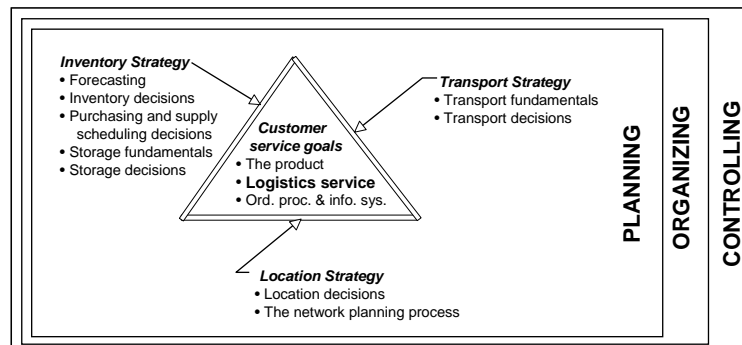 Inventory Strategy
• Forecasting
• Inventory decisions
• Purchasing and supply
scheduling decisions
• Storage fundamentals
• Storage decisions
Customer
service goals
• The product
• Logistics service
• Ord. proc. & info. sys.
Transport Strategy
• Transport fundamentals
• Transport decisions
Location Strategy
• Location decisions
• The network planning process
PLANNING
ORGANIZING
CONTROLLING